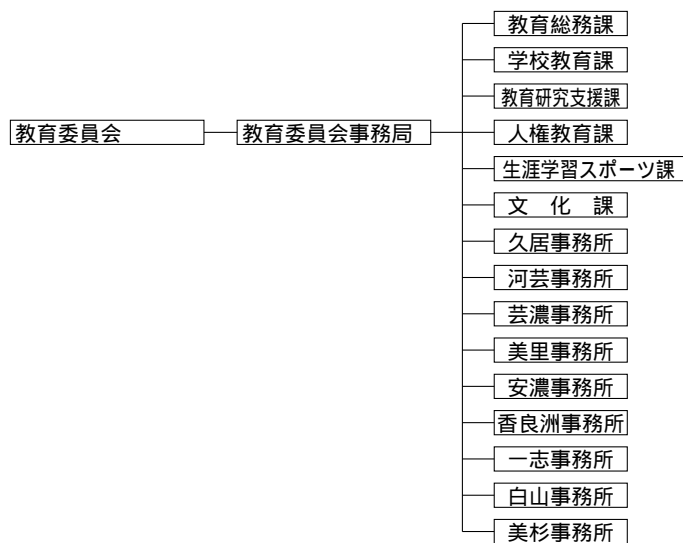 教育総務課
学校教育課
教育研究支援課
教育委員会
教育委員会事務局
人権教育課
生涯学習スポーツ課
文 化 課
久居事務所
河芸事務所
芸濃事務所
美里事務所
安濃事務所
香良洲事務所
一志事務所
白山事務所
美杉事務所